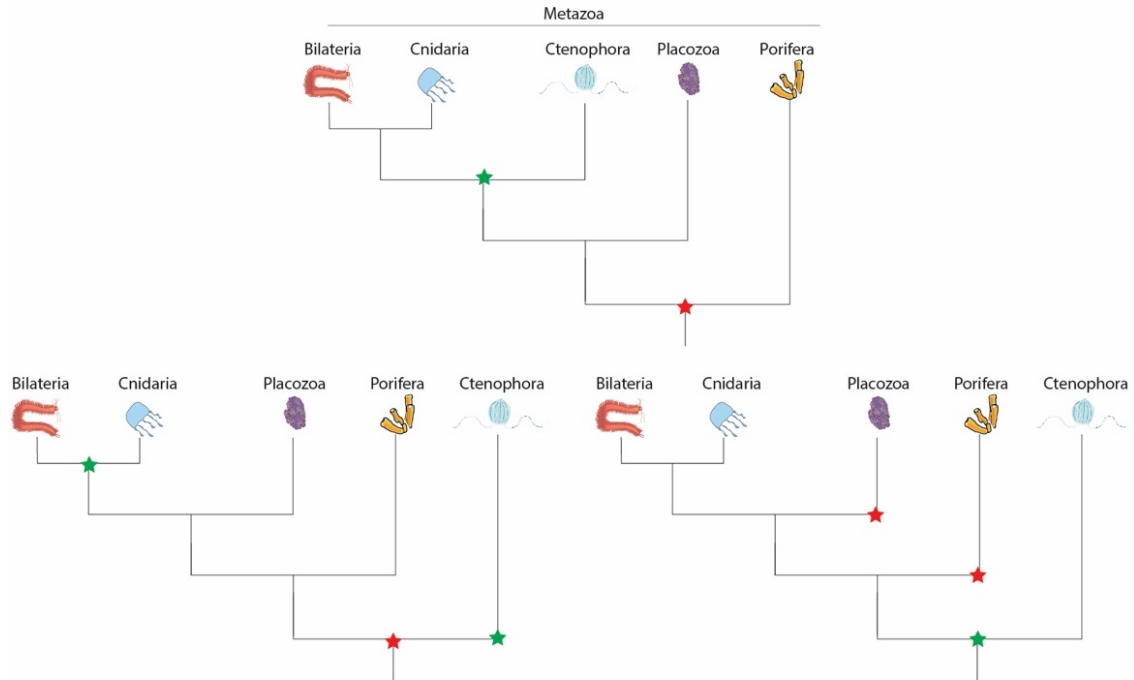 Metazoa
Bilateria Cnidaria Ctenophora Placozoa Porifera
Bilateria Cnidaria Placozoa Porifera Ctenophora
Bilateria Cnidaria Placozoa Porifera Ctenophora